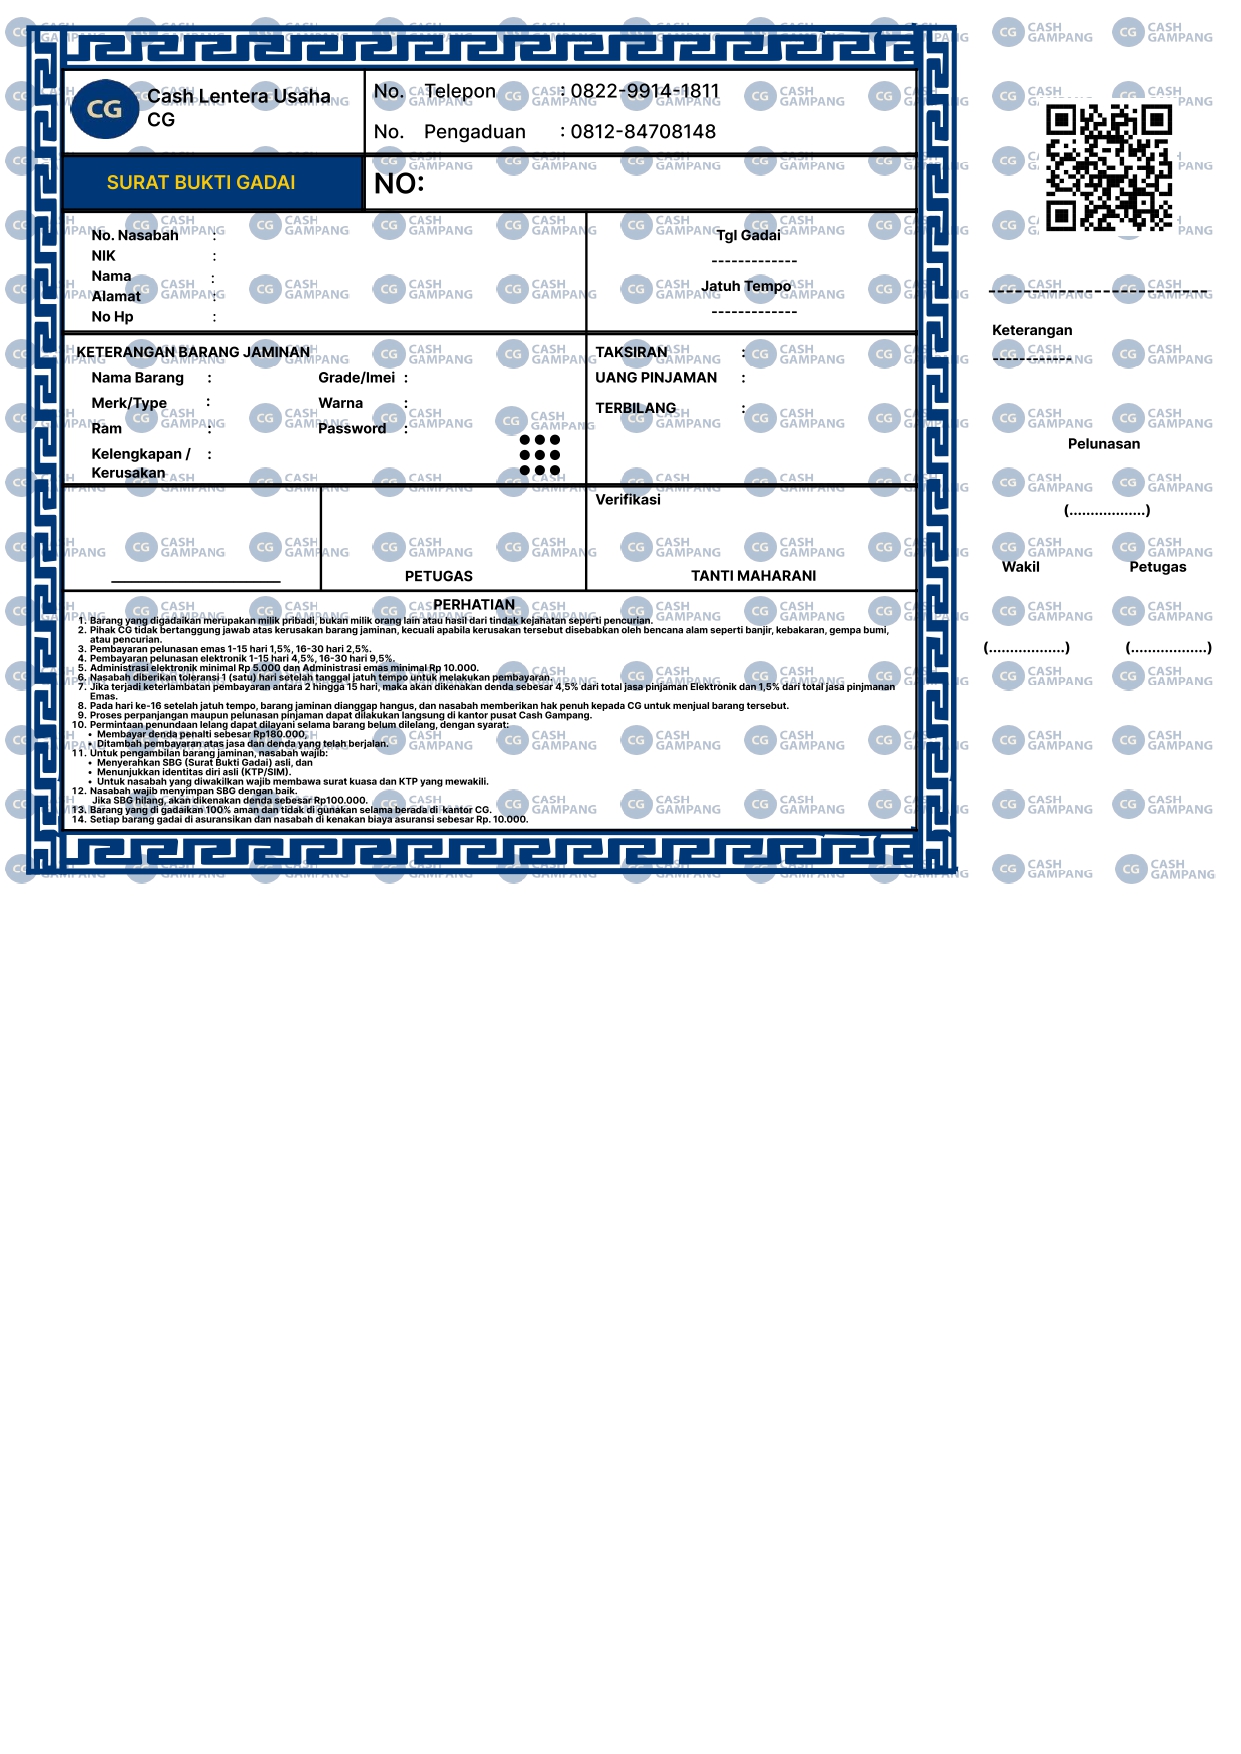 CG
Cash Lentera Usaha
CG
No. Telepon : 0822-9914-1811
No. Pengaduan : 0812-84708148
SURAT BUKTI GADAI
NO:
No. Nasabah :
NIK :
Nama :
Alamat :
No Hp :
Tgl Gadai
-------------
Jatuh Tempo
-------------
KETERANGAN BARANG JAMINAN
Nama Barang : Grade/Imei :
Merk/Type : Warna :
Ram : Password :
Kelengkapan / :
Kerusakan
TAKSIRAN :
UANG PINJAMAN :
TERBILANG :
Verifikasi
PETUGAS
TANTI MAHARANI
PERHATIAN
1. Barang yang digadaikan merupakan milik pribadi, bukan milik orang lain atau hasil dari tindak kejahatan seperti pencurian.
2. Pihak CG tidak bertanggung jawab atas kerusakan barang jaminan, kecuali apabila kerusakan tersebut disebabkan oleh bencana alam seperti banjir, kebakaran, gempa bumi,
atau pencurian.
3. Pembayaran pelunasan emas 1-15 hari 1,5%, 16-30 hari 2,5%.
4. Pembayaran pelunasan elektronik 1-15 hari 4,5%, 16-30 hari 9,5%.
5. Administrasi elektronik minimal Rp 5.000 dan Administrasi emas minimal Rp 10.000.
6. Nasabah diberikan toleransi 1 (satu) hari setelah tanggal jatuh tempo untuk melakukan pembayaran.
7. Jika terjadi keterlambatan pembayaran antara 2 hingga 15 hari, maka akan dikenakan denda sebesar 4,5% dari total jasa pinjaman Elektronik dan 1,5% dari total jasa pinjmanan
Emas.
8. Pada hari ke-16 setelah jatuh tempo, barang jaminan dianggap hangus, dan nasabah memberikan hak penuh kepada CG untuk menjual barang tersebut.
9. Proses perpanjangan maupun pelunasan pinjaman dapat dilakukan langsung di kantor pusat Cash Gampang.
10. Permintaan penundaan lelang dapat dilayani selama barang belum dilelang, dengan syarat:
• Membayar denda penalti sebesar Rp180.000,
• Ditambah pembayaran atas jasa dan denda yang telah berjalan.
11. Untuk pengambilan barang jaminan, nasabah wajib:
• Menyerahkan SBG (Surat Bukti Gadai) asli, dan
• Menunjukkan identitas diri asli (KTP/SIM).
• Untuk nasabah yang diwakilkan wajib membawa surat kuasa dan KTP yang mewakili.
12. Nasabah wajib menyimpan SBG dengan baik.
Jika SBG hilang, akan dikenakan denda sebesar Rp100.000.
13. Barang yang di gadaikan 100% aman dan tidak di gunakan selama berada di kantor CG.
14. Setiap barang gadai di asuransikan dan nasabah di kenakan biaya asuransi sebesar Rp. 10.000.
Keterangan
------------
Pelunasan
(..................)
Wakil Petugas
(..................) (..................)
CG CASH GAMPANG